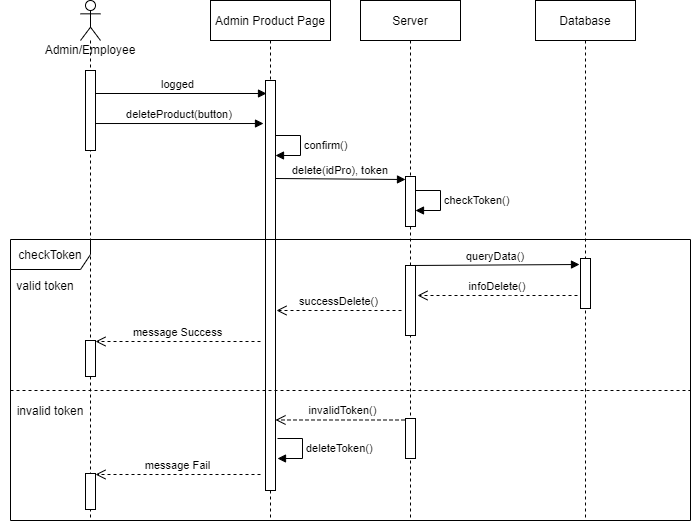 Admin Product Page
Server
Database
Admin/Employee
logged
deleteProduct(button)
confirm()
delete(idPro), token
checkToken()
checkToken
queryData()
valid token
infoDelete()
successDelete()
message Success
invalid token
invalidToken()
deleteToken()
message Fail